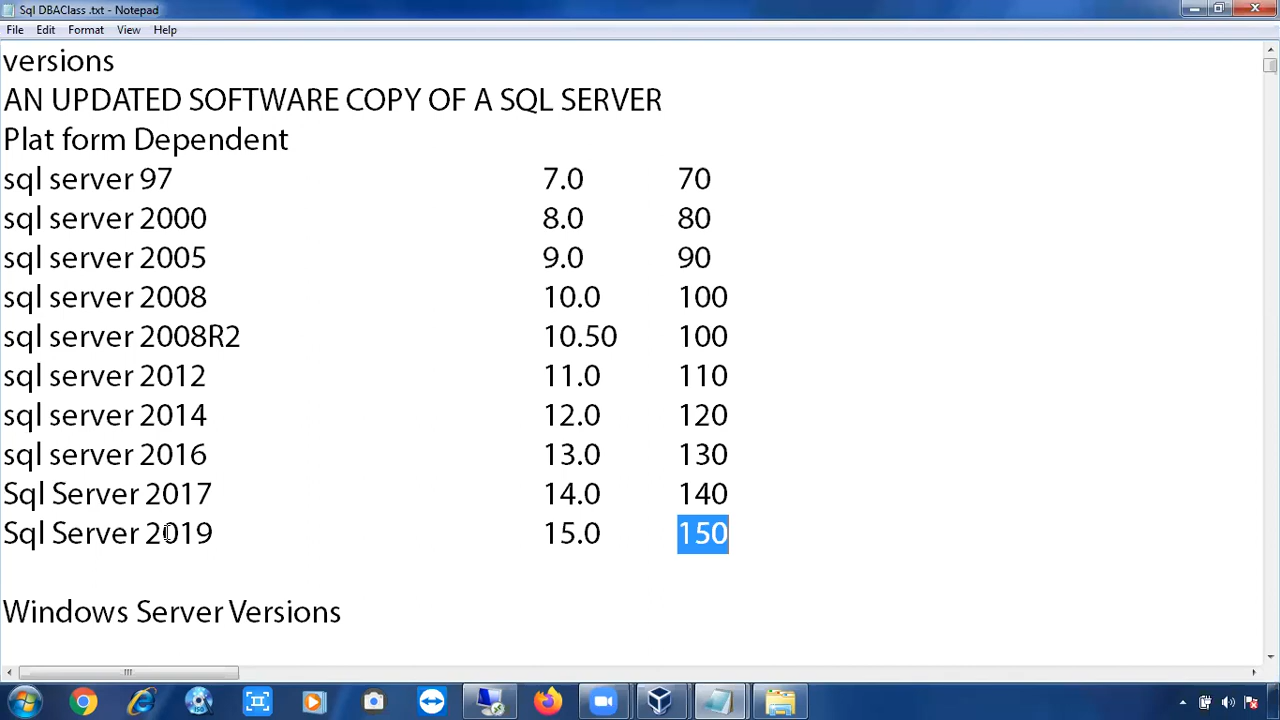 Sql DBAClass .txt - Notepad
File Edit Format View Help
versions
AN UPDATED SOFTWARE COPY OF A SQL SERVER
Plat form Dependent
sql server 97 7.0 70
sql server 2000 8.0 80
sql server 2005 9.0 90
sql server 2008 10.0 100
sql server 2008R2 10.50 100
sql server 2012 11.0 110
sql server 2014 12.0 120
sql server 2016 13.0 130
Sql Server 2017 14.0 140
Sql Server 2019 15.0 150
Windows Server Versions